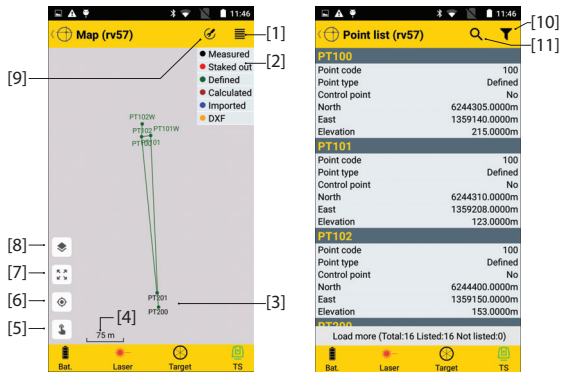 11:46
Map (rv57)
[1]
[9]
Measured
Staked out
[2]
Defined
Calculated
Imported
DXF
PT102W
PT102
PT101W
[8]
[7]
[6]
[5]
PT201
[3]
PT200
[4]
75 m
Bat.
Laser
Target
TS
11:46
[10]
Point list (rv57)
[11]
PT100
Point code 100
Point type Defined
Control point No
North 6244305.0000m
East 1359140.0000m
Elevation 215.0000m
PT101
Point code 100
Point type Defined
Control point No
North 6244310.0000m
East 1359208.0000m
Elevation 123.0000m
PT102
Point code 100
Point type Defined
Control point No
North 6244400.0000m
East 1359150.0000m
Elevation 153.0000m
PT200
Load more (Total:16 Listed:16 Not listed:0)
Bat.
Laser
Target
TS